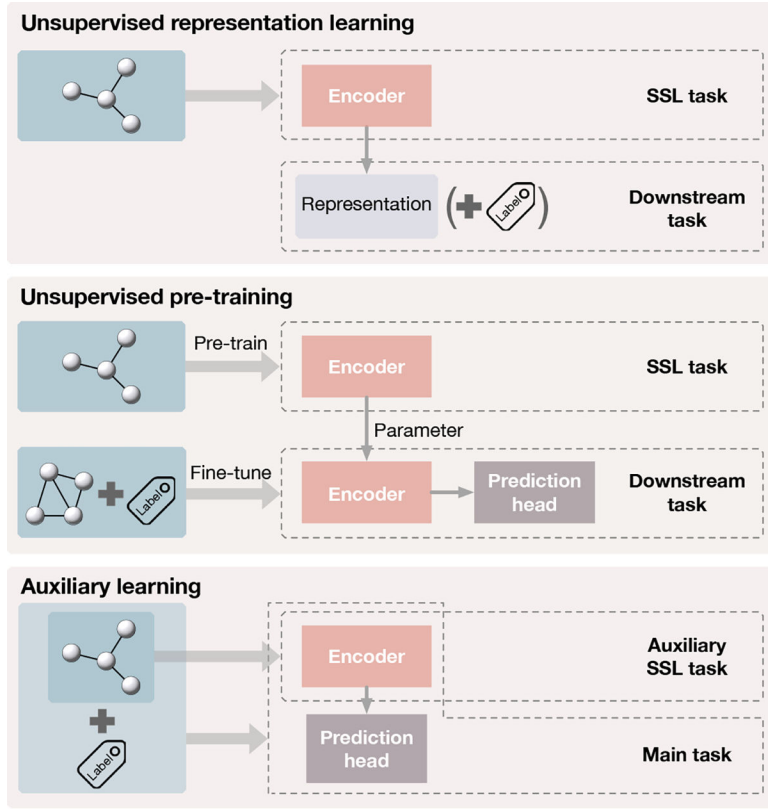 Unsupervised representation learning
Encoder
SSL task
Representation
( + Label )
Downstream
task
Unsupervised pre-training
Pre-train
Encoder
SSL task
Parameter
Label
Fine-tune
Encoder
Prediction
head
Downstream
task
Auxiliary learning
Encoder
Auxiliary
SSL task
Label
Prediction
head
Main task